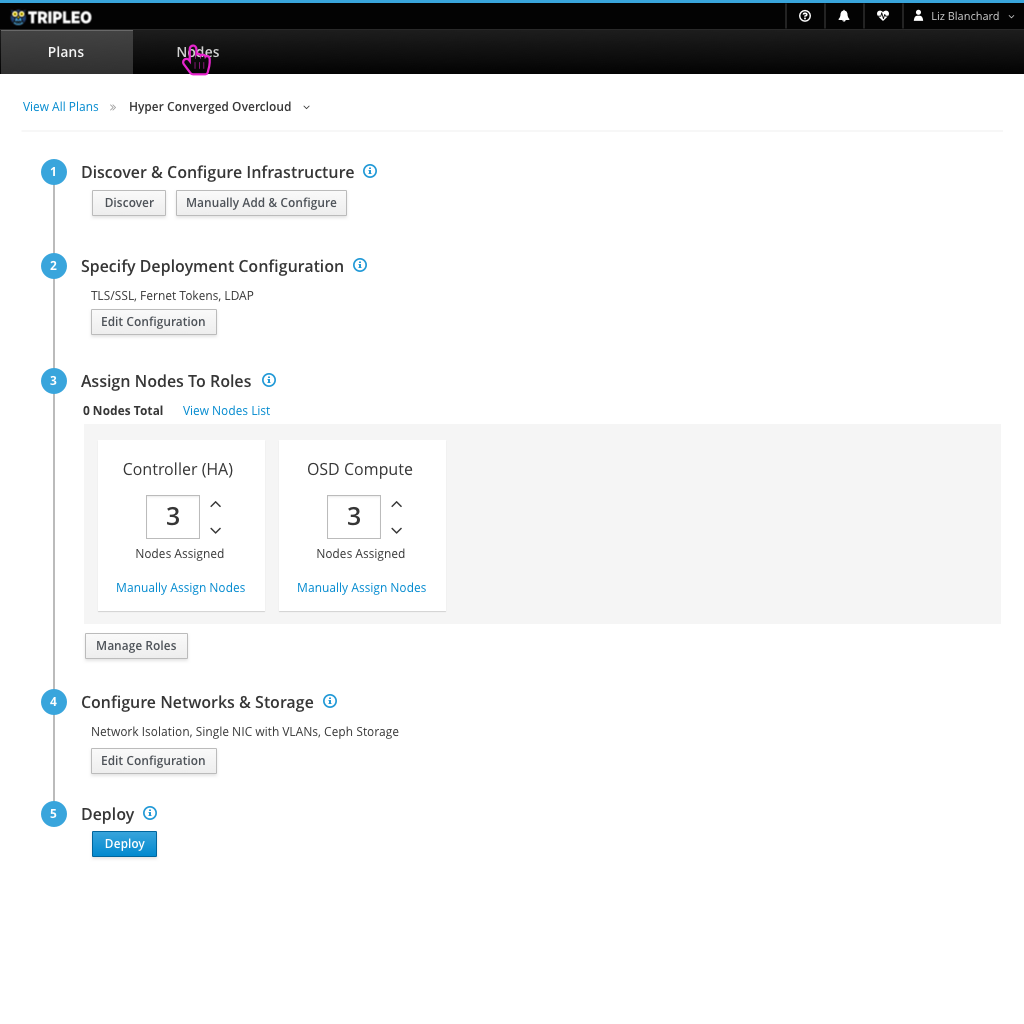 TRIPLEO
Liz Blanchard
Plans
Nodes
View All Plans » Hyper Converged Overcloud
1 Discover & Configure Infrastructure
Discover Manually Add & Configure
2 Specify Deployment Configuration
TLS/SSL, Fernet Tokens, LDAP
Edit Configuration
3 Assign Nodes To Roles
0 Nodes Total View Nodes List
Controller (HA)
3
Nodes Assigned
Manually Assign Nodes
OSD Compute
3
Nodes Assigned
Manually Assign Nodes
Manage Roles
4 Configure Networks & Storage
Network Isolation, Single NIC with VLANs, Ceph Storage
Edit Configuration
5 Deploy
Deploy